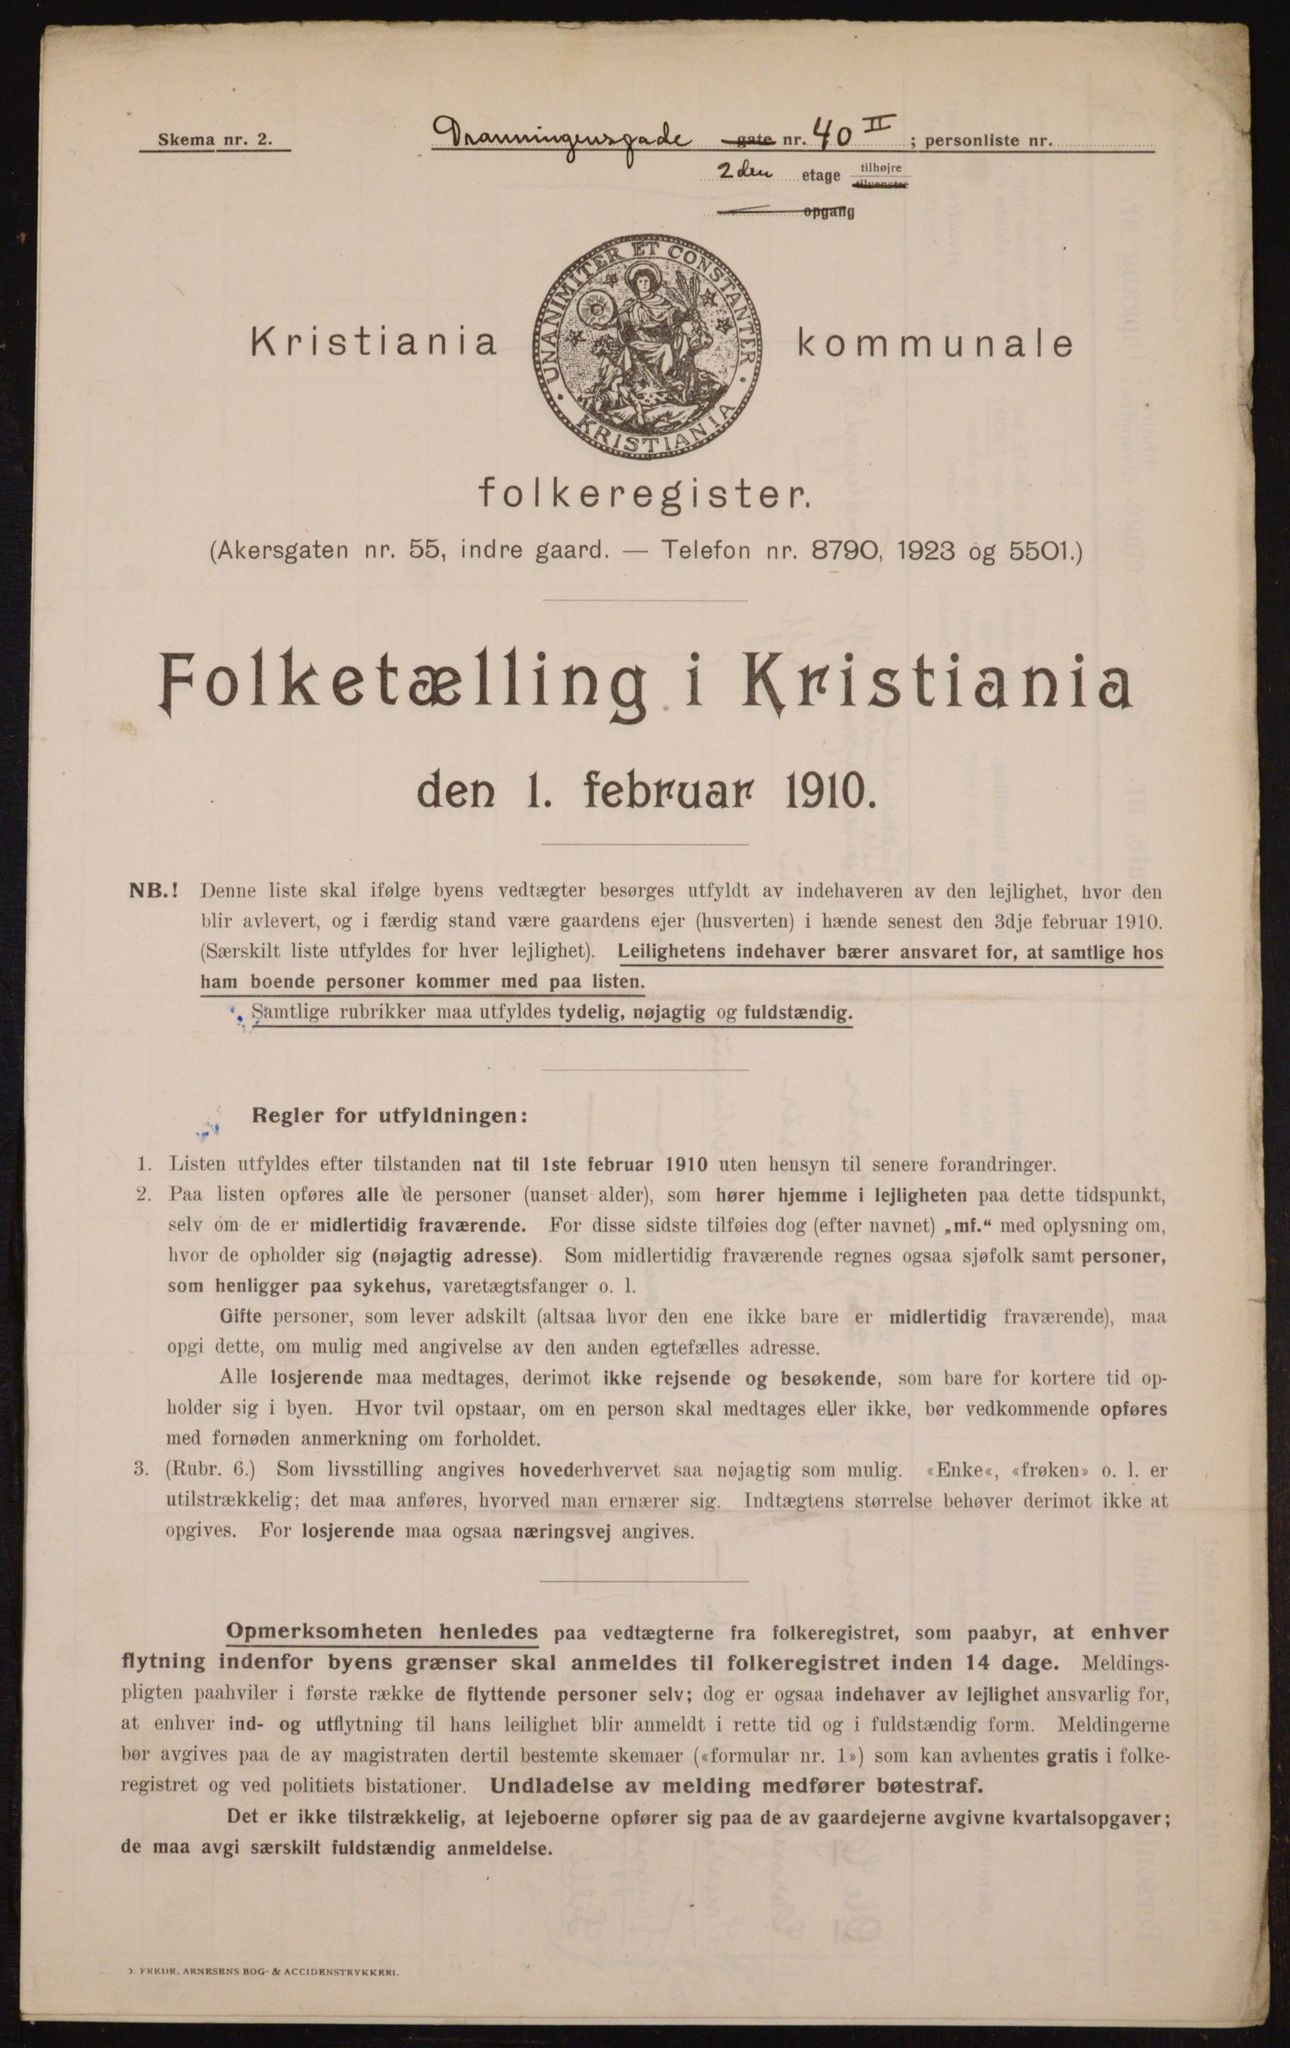 Skema nr. 2.
Dronningensgade gate nr. 40 II ; personliste nr.
2den etage tilhøjre
tilvenster
opgang
UNANIMITER ET CONSTANTER
KRISTIANIA
Kristiania kommunale
folkeregister.
(Akersgaten nr. 55, indre gaard. — Telefon nr. 8790, 1923 og 5501.)
Folketælling i Kristiania
den 1. februar 1910.
NB.! Denne liste skal ifølge byens vedtægter besørges utfyldt av indehaveren av den lejlighet, hvor den
blir avlevert, og i færdig stand være gaardens ejer (husverten) i hænde senest den 3dje februar 1910.
(Særskilt liste utfyldes for hver lejlighet). Leilighetens indehaver bærer ansvaret for, at samtlige hos
ham boende personer kommer med paa listen.
Samtlige rubrikker maa utfyldes tydelig, nøjagtig og fuldstændig.
Regler for utfyldningen:
1. Listen utfyldes efter tilstanden nat til 1ste februar 1910 uten hensyn til senere forandringer.
2. Paa listen opføres alle de personer (uanset alder), som hører hjemme i lejligheten paa dette tidspunkt,
selv om de er midlertidig fraværende. For disse sidste tilføies dog (efter navnet) „mf.“ med oplysning om,
hvor de opholder sig (nøjagtig adresse). Som midlertidig fraværende regnes ogsaa sjøfolk samt personer,
som henligger paa sykehus, varetægtsfanger o. l.
Gifte personer, som lever adskilt (altsaa hvor den ene ikke bare er midlertidig fraværende), maa
opgi dette, om mulig med angivelse av den anden egtefælles adresse.
Alle losjerende maa medtages, derimot ikke rejsende og besøkende, som bare for kortere tid op-
holder sig i byen. Hvor tvil opstaar, om en person skal medtages eller ikke, bør vedkommende opføres
med fornøden anmerkning om forholdet.
3. (Rubr. 6.) Som livsstilling angives hovederhvervet saa nøjagtig som mulig. «Enke«, «frøken» o. l. er
utilstrækkelig; det maa anføres, hvorved man ernærer sig. Indtægtens størrelse behøver derimot ikke at
opgives. For losjerende maa ogsaa næringsvej angives.
Opmerksomheten henledes paa vedtægterne fra folkeregistret, som paabyr, at enhver
flytning indenfor byens grænser skal anmeldes til folkeregistret inden 14 dage. Meldings-
pligten paahviler i første række de flyttende personer selv; dog er ogsaa indehaver av lejlighet ansvarlig for,
at enhver ind- og utflytning til hans leilighet blir anmeldt i rette tid og i fuldstændig form. Meldingerne
bør avgives paa de av magistraten dertil bestemte skemaer («formular nr. 1») som kan avhentes gratis i folke-
registret og ved politiets bistationer. Undladelse av melding medfører bøtestraf.
Det er ikke tilstrækkelig, at lejeboerne opfører sig paa de av gaardejerne avgivne kvartalsopgaver;
de maa avgi særskilt fuldstændig anmeldelse.
FREDR. ARNESENS BOG- & ACCIDENSTRYKKERI.